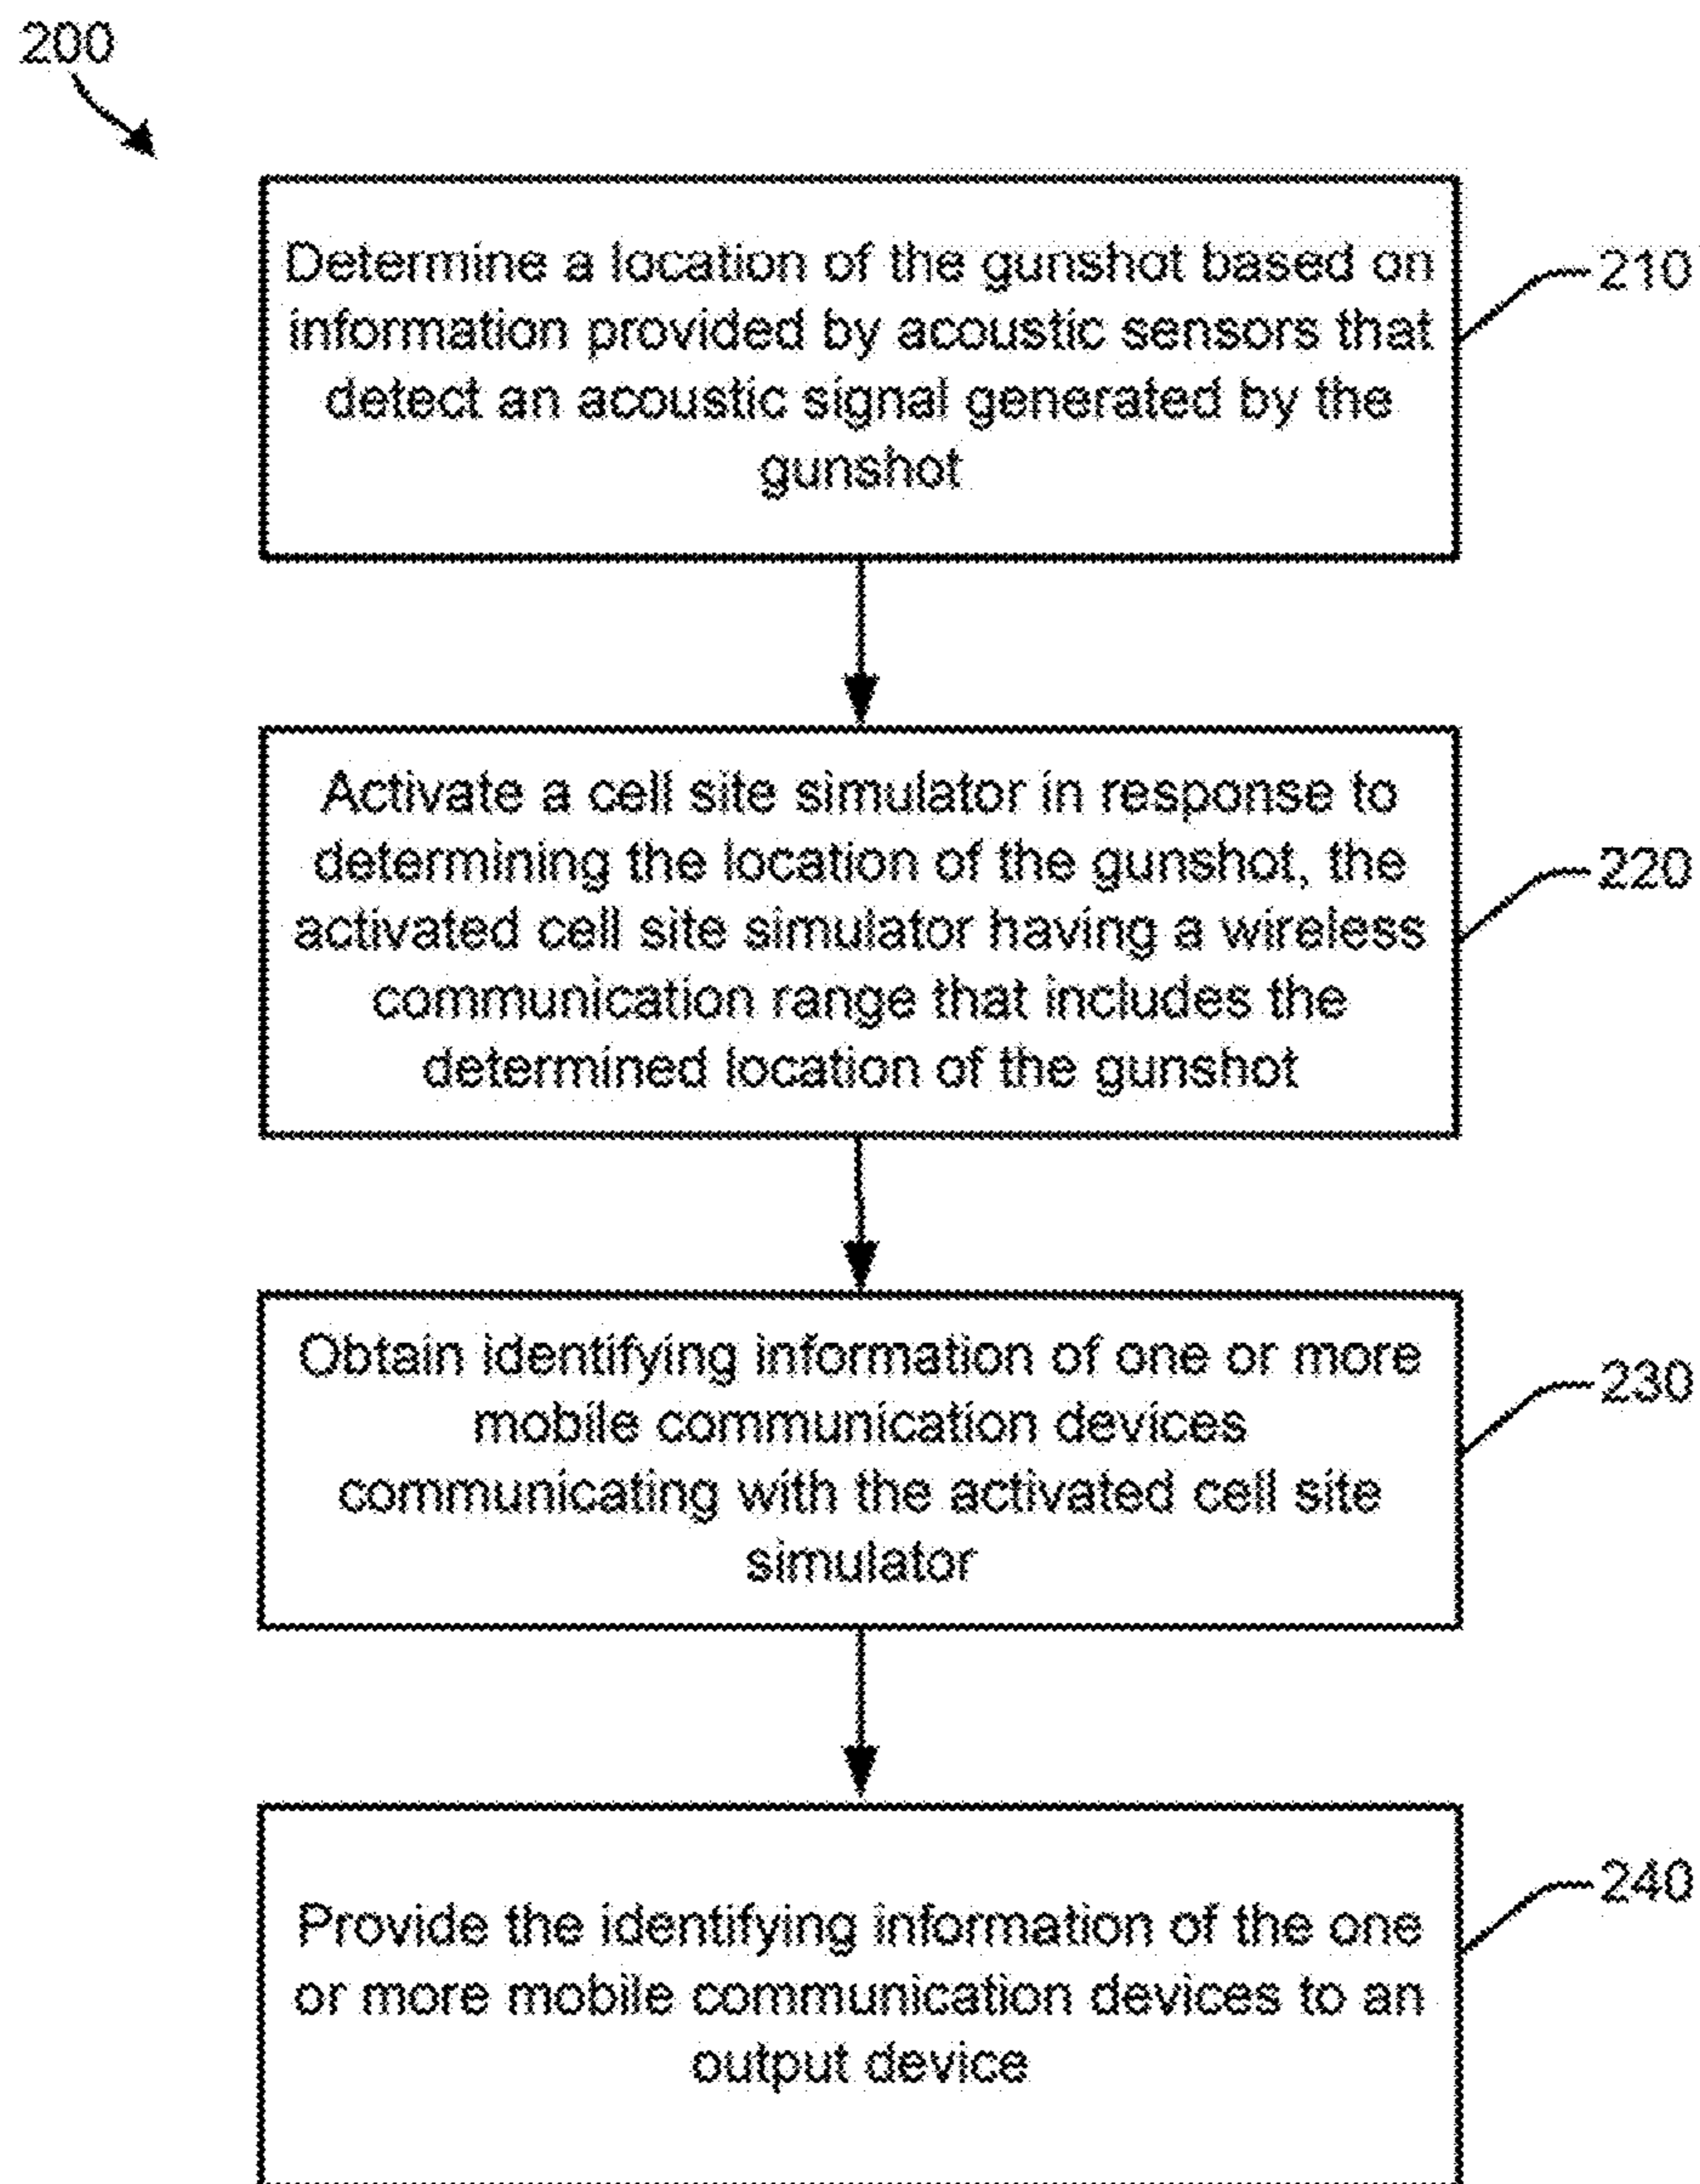 200
Determine a location of the gunshot based on
information provided by acoustic sensors that
detect an acoustic signal generated by the
gunshot
210
Activate a cell site simulator in response to
determining the location of the gunshot, the
activated cell site simulator having a wireless
communication range that includes the
determined location of the gunshot
220
Obtain identifying information of one or more
mobile communication devices
communicating with the activated cell site
simulator
230
Provide the identifying information of the one
or more mobile communication devices to an
output device
240